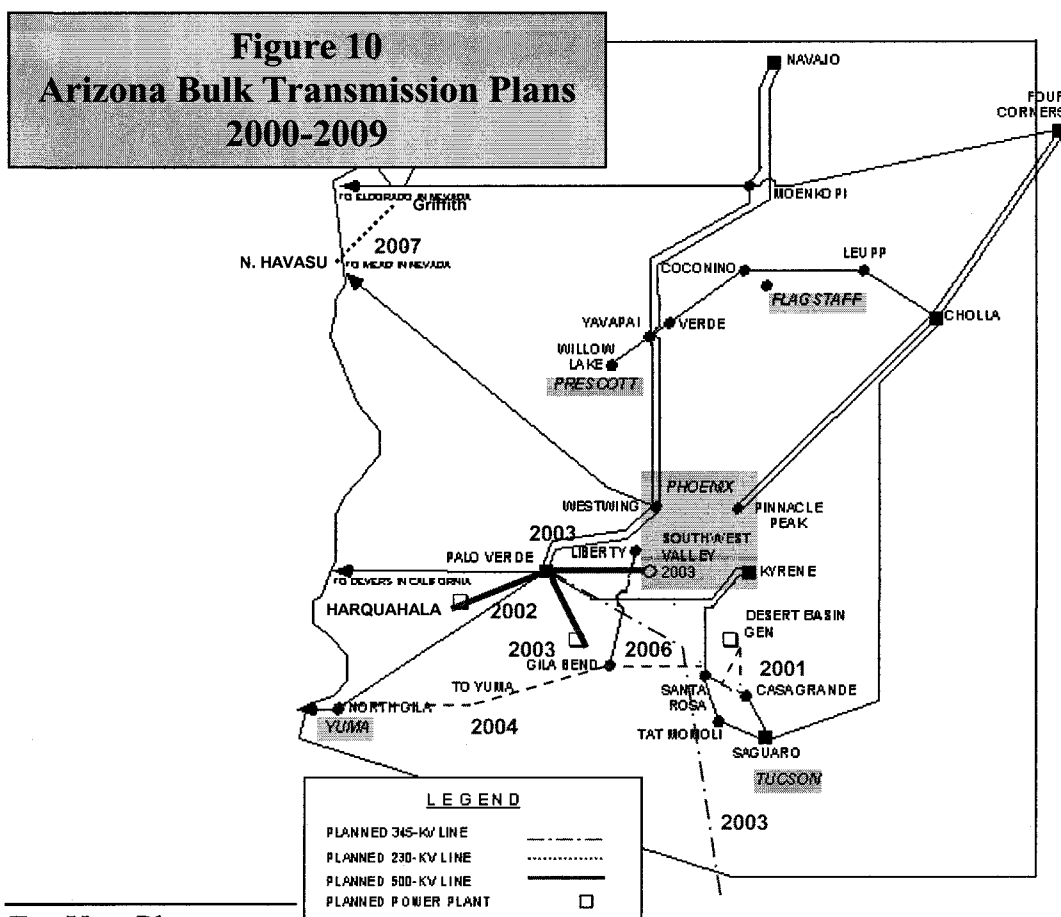 Figure 10
Arizona Bulk Transmission Plans
2000-2009
NAVAJO
FOUR
CORNERS
MOENKOPI
TO ELDORADO IN NEVADA
Griffith
2007
N. HAVASU
TO MEAD IN NEVADA
COCONINO
LEUPP
FLAGSTAFF
CHOLLA
YAVAPAI
VERDE
WILLOW
LAKE
PRESCOTT
PHOENIX
WESTWING
PINNACLE
PEAK
2003
LIBERTY
SOUTHWEST
VALLEY
2003
PALO VERDE
KYRENE
TO DEVERS IN CALIFORNIA
HARQUAHALA
2002
DESERT BASIN
GEN
2003
GILA BEND
2006
2001
TO YUMA
SANTA
ROSA
CASA GRANDE
NORTH GILA
YUMA
2004
TAT MOMOLI
SAGUARO
TUCSON
2003
LEGEND
PLANNED 345-KV LINE
PLANNED 230-KV LINE
PLANNED 500-KV LINE
PLANNED POWER PLANT